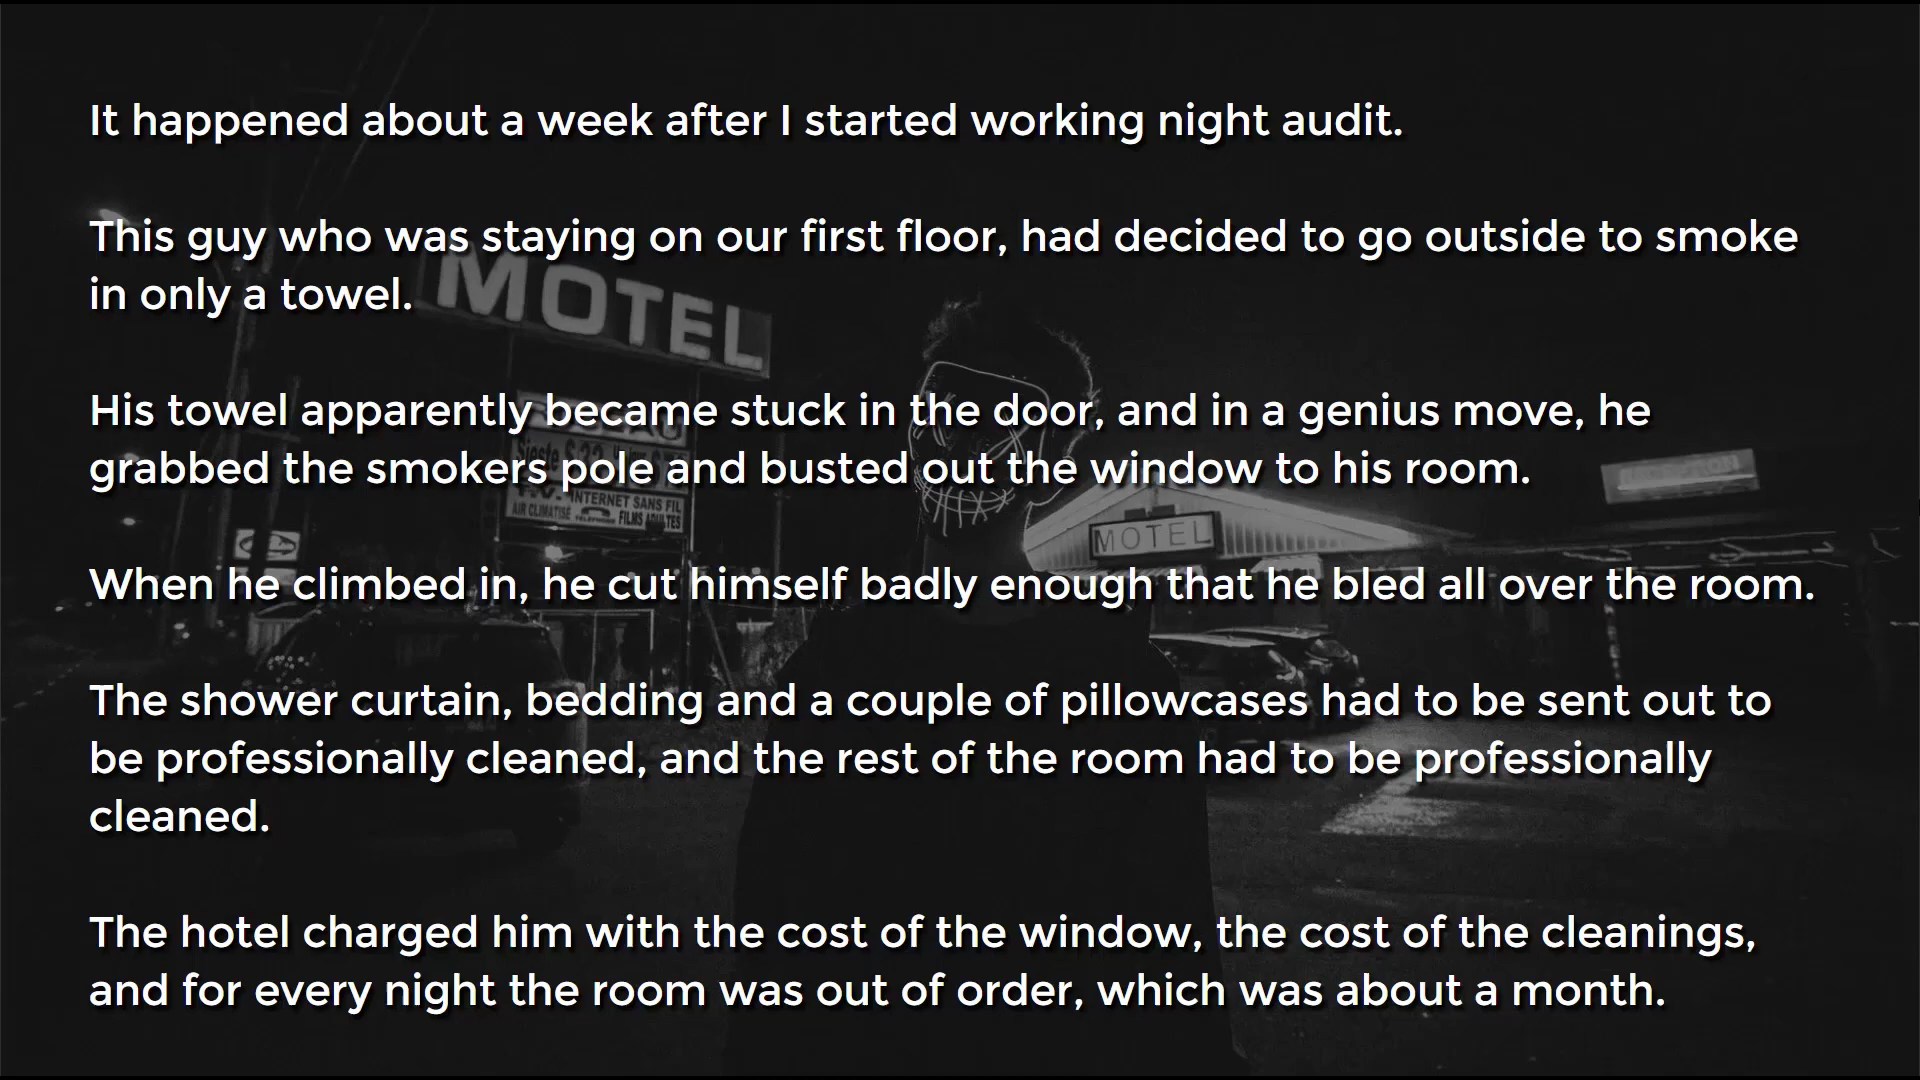 It happened about a week after I started working night audit.
This guy who was staying on our first floor, had decided to go outside to smoke
in only a towel.
MOTEL
His towel apparently became stuck in the door, and in a genius move, he
grabbed the smokers pole and busted out the window to his room.
INTERNET SANS FIL
AIR CLIMATISÉ
FILMS ADULTES
MOTEL
When he climbed in, he cut himself badly enough that he bled all over the room.
The shower curtain, bedding and a couple of pillowcases had to be sent out to
be professionally cleaned, and the rest of the room had to be professionally
cleaned.
The hotel charged him with the cost of the window, the cost of the cleanings,
and for every night the room was out of order, which was about a month.